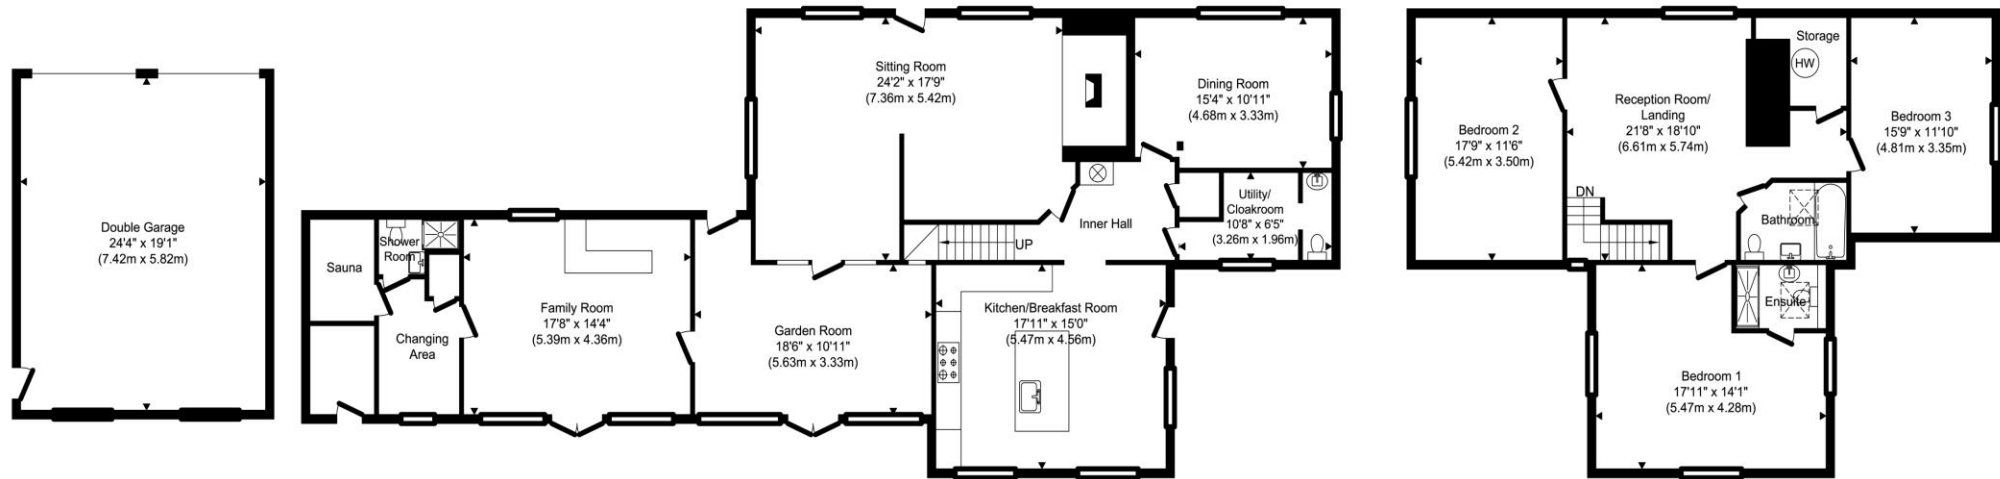 Double Garage
24'4" x 19'1"
(7.42m x 5.82m)
Sauna
Shower
Room
Changing
Area
Family Room
17'8" x 14'4"
(5.39m x 4.36m)
Garden Room
18'6" x 10'11"
(5.63m x 3.33m)
Sitting Room
24'2" x 17'9"
(7.36m x 5.42m)
Dining Room
15'4" x 10'11"
(4.68m x 3.33m)
Utility/
Cloakroom
10'8" x 6'5"
(3.26m x 1.96m)
Inner Hall
UP
Kitchen/Breakfast Room
17'11" x 15'0"
(5.47m x 4.56m)
Bedroom 2
17'9" x 11'6"
(5.42m x 3.50m)
Reception Room/
Landing
21'8" x 18'10"
(6.61m x 5.74m)
DN
Storage
HW
Bedroom 3
15'9" x 11'10"
(4.81m x 3.35m)
Bathroom
Ensuite
Bedroom 1
17'11" x 14'1"
(5.47m x 4.28m)